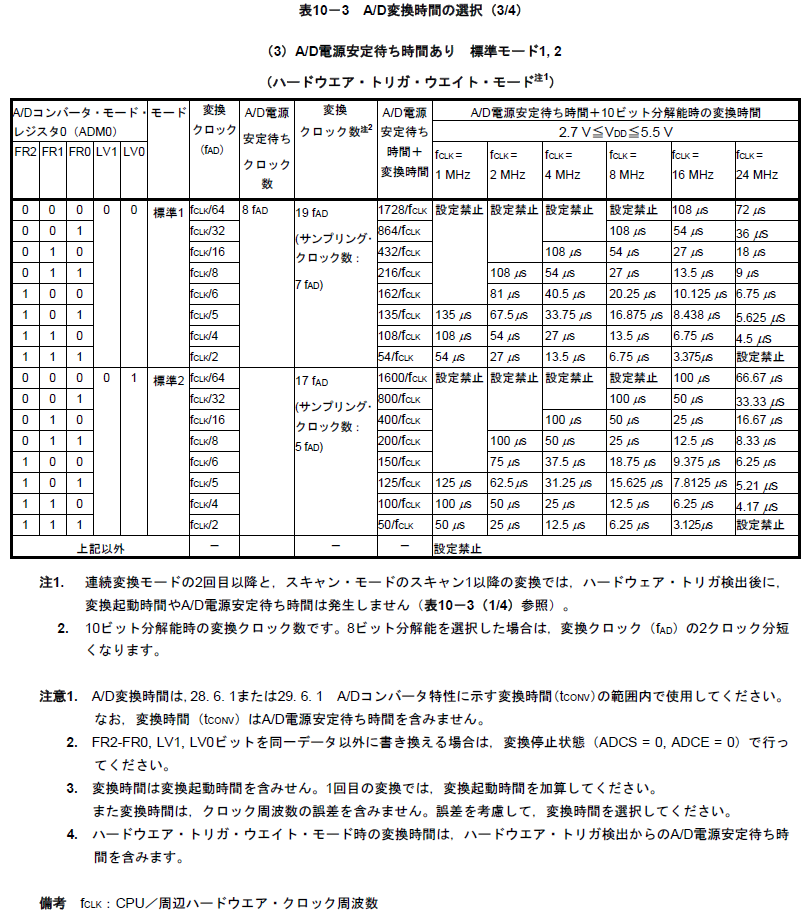 表10-3　A/D変換時間の選択（3/4）
（3）A/D電源安定待ち時間あり　標準モード1, 2
（ハードウエア・トリガ・ウエイト・モード注1）
A/Dコンバータ・モード・レジスタ0（ADM0） モード 変換クロック（fAD） A/D電源安定待ちクロック数 変換クロック数注2 A/D電源安定待ち時間＋変換時間 A/D電源安定待ち時間＋10ビット分解能時の変換時間
2.7 V≦VDD≦5.5 V
FR2 FR1 FR0 LV1 LV0 fCLK = 1 MHz fCLK = 2 MHz fCLK = 4 MHz fCLK = 8 MHz fCLK = 16 MHz fCLK = 24 MHz
0 0 0 0 0 標準1 fCLK/64 8 fAD 19 fAD（サンプリング・クロック数：7 fAD） 1728/fCLK 設定禁止 設定禁止 設定禁止 設定禁止 108 μs 72 μs
0 0 1 fCLK/32 864/fCLK 108 μs 54 μs 36 μs
0 1 0 fCLK/16 432/fCLK 108 μs 54 μs 27 μs 18 μs
0 1 1 fCLK/8 216/fCLK 108 μs 54 μs 27 μs 13.5 μs 9 μs
1 0 0 fCLK/6 162/fCLK 81 μs 40.5 μs 20.25 μs 10.125 μs 6.75 μs
1 0 1 fCLK/5 135/fCLK 135 μs 67.5 μs 33.75 μs 16.875 μs 8.438 μs 5.625 μs
1 1 0 fCLK/4 108/fCLK 108 μs 54 μs 27 μs 13.5 μs 6.75 μs 4.5 μs
1 1 1 fCLK/2 54/fCLK 54 μs 27 μs 13.5 μs 6.75 μs 3.375μs 設定禁止
0 0 0 0 1 標準2 fCLK/64 17 fAD（サンプリング・クロック数：5 fAD） 1600/fCLK 設定禁止 設定禁止 設定禁止 設定禁止 100 μs 66.67 μs
0 0 1 fCLK/32 800/fCLK 100 μs 50 μs 33.33 μs
0 1 0 fCLK/16 400/fCLK 100 μs 50 μs 25 μs 16.67 μs
0 1 1 fCLK/8 200/fCLK 100 μs 50 μs 25 μs 12.5 μs 8.33 μs
1 0 0 fCLK/6 150/fCLK 75 μs 37.5 μs 18.75 μs 9.375 μs 6.25 μs
1 0 1 fCLK/5 125/fCLK 125 μs 62.5 μs 31.25 μs 15.625 μs 7.8125 μs 5.21 μs
1 1 0 fCLK/4 100/fCLK 100 μs 50 μs 25 μs 12.5 μs 6.25 μs 4.17 μs
1 1 1 fCLK/2 50/fCLK 50 μs 25 μs 12.5 μs 6.25 μs 3.125μs 設定禁止
上記以外 － － － 設定禁止
注1.　連続変換モードの2回目以降と，スキャン・モードのスキャン1以降の変換では，ハードウェア・トリガ検出後に，
変換起動時間やA/D電源安定待ち時間は発生しません（表10-3（1/4）参照）。
2.　10ビット分解能時の変換クロック数です。8ビット分解能を選択した場合は，変換クロック（fAD）の2クロック分短
くなります。
注意1.　A/D変換時間は, 28. 6. 1または29. 6. 1　A/Dコンバータ特性に示す変換時間（tCONV）の範囲内で使用してください。
なお，変換時間（tCONV）はA/D電源安定待ち時間を含みません。
2.　FR2-FR0, LV1, LV0ビットを同一データ以外に書き換える場合は，変換停止状態（ADCS = 0, ADCE = 0）で行っ
てください。
3.　変換時間は変換起動時間を含みせん。1回目の変換では，変換起動時間を加算してください。
また変換時間は，クロック周波数の誤差を含みません。誤差を考慮して，変換時間を選択してください。
4.　ハードウエア・トリガ・ウエイト・モード時の変換時間は，ハードウエア・トリガ検出からのA/D電源安定待ち時
間を含みます。
備考　fCLK：CPU／周辺ハードウエア・クロック周波数